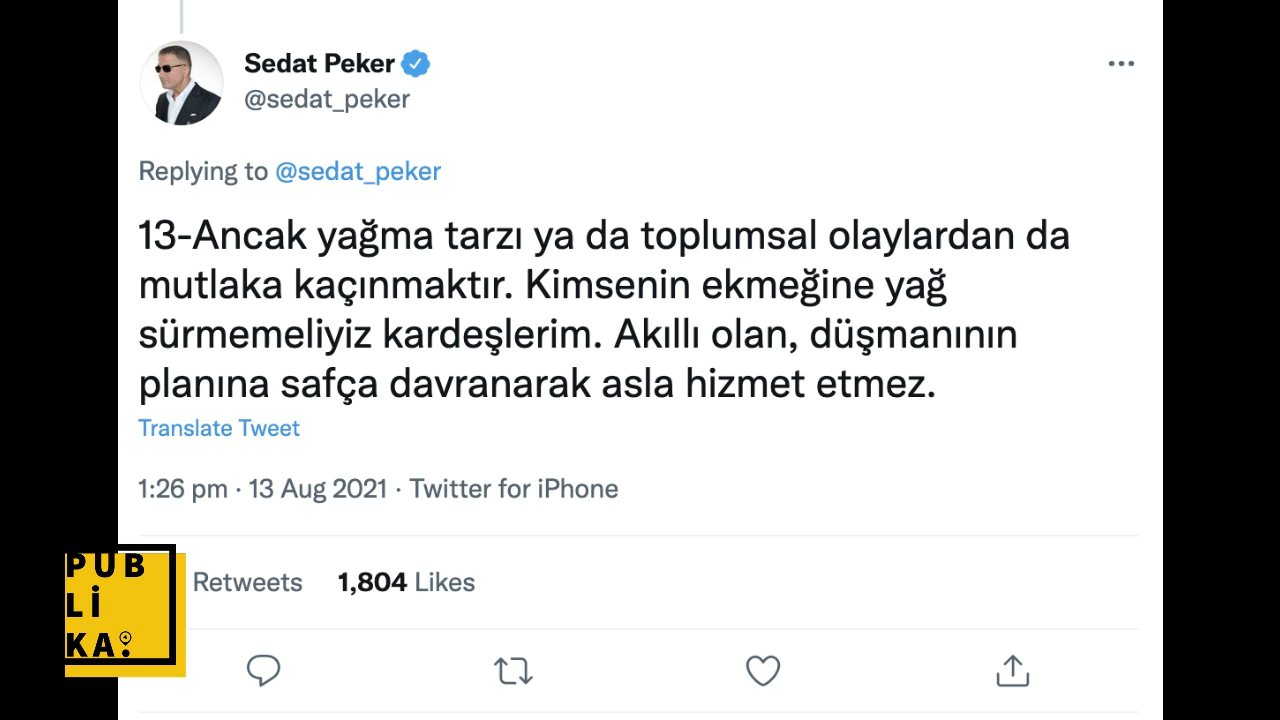 Sedat Peker
@sedat_peker
Replying to @sedat_peker
13-Ancak yağma tarzı ya da toplumsal olaylardan da
mutlaka kaçınmaktır. Kimsenin ekmeğine yağ
sürmemeliyiz kardeşlerim. Akıllı olan, düşmanının
planına safça davranarak asla hizmet etmez.
Translate Tweet
1:26 pm · 13 Aug 2021 · Twitter for iPhone
Retweets 1,804 Likes
PUB
Lİ
KA